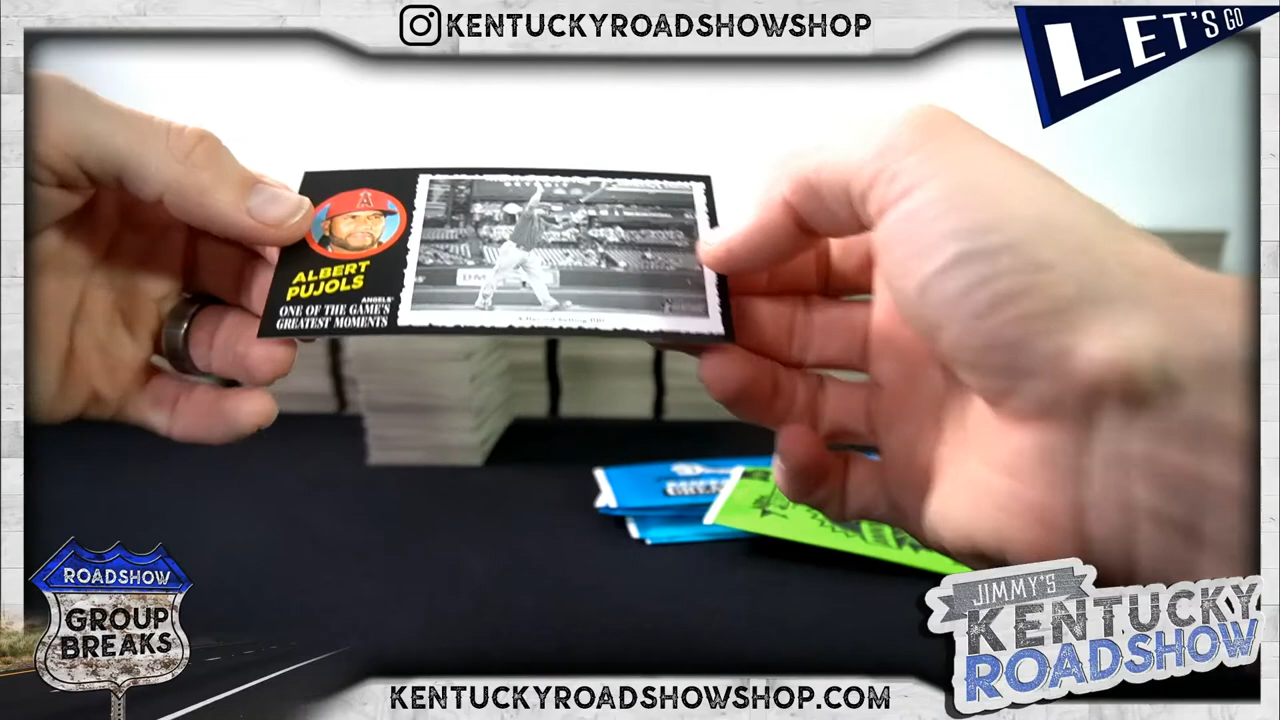 KENTUCKYROADSHOWSHOP
LET'S GO
ALBERT
PUJOLS
ANGELS
ONE OF THE GAME'S
GREATEST MOMENTS
ROADSHOW
GROUP
BREAKS
JIMMY'S
KENTUCKY
ROADSHOW
KENTUCKYROADSHOWSHOP.COM